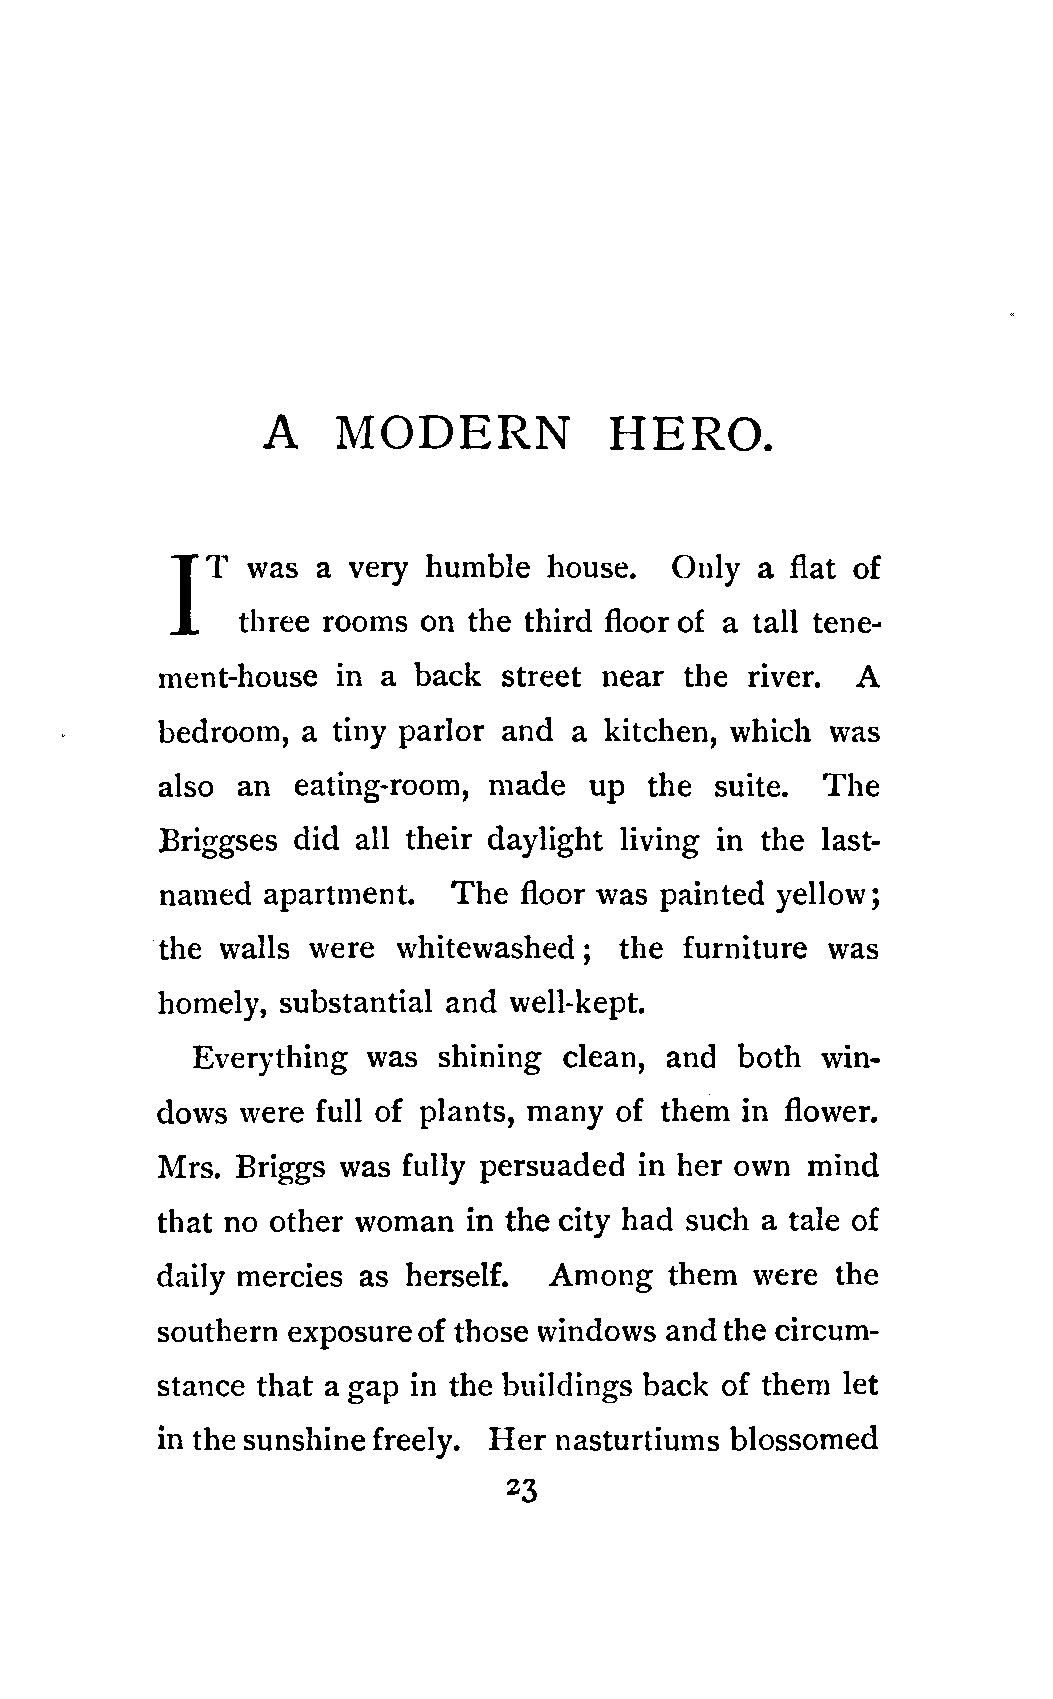 A MODERN HERO.
IT was a very humble house. Only a flat of
three rooms on the third floor of a tall tene-
ment-house in a back street near the river. A
bedroom, a tiny parlor and a kitchen, which was
also an eating-room, made up the suite. The
Briggses did all their daylight living in the last-
named apartment. The floor was painted yellow;
the walls were whitewashed; the furniture was
homely, substantial and well-kept.
Everything was shining clean, and both win-
dows were full of plants, many of them in flower.
Mrs. Briggs was fully persuaded in her own mind
that no other woman in the city had such a tale of
daily mercies as herself. Among them were the
southern exposure of those windows and the circum-
stance that a gap in the buildings back of them let
in the sunshine freely. Her nasturtiums blossomed
23